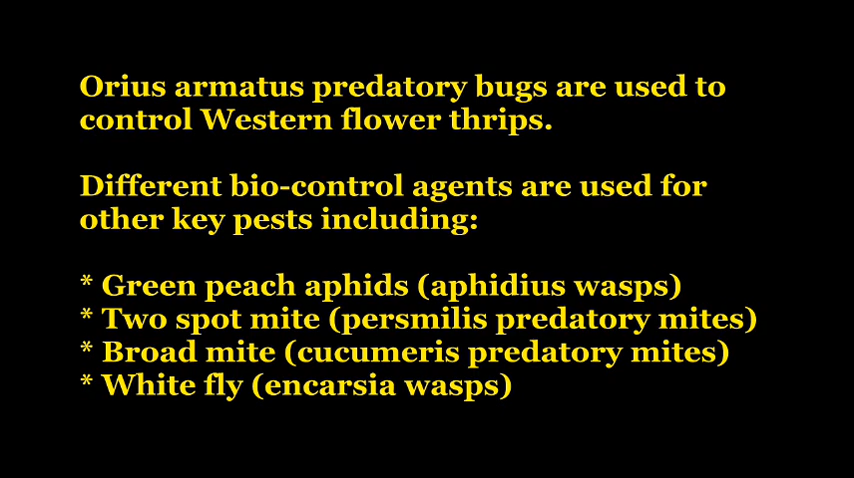 Orius armatus predatory bugs are used to
control Western flower thrips.
Different bio-control agents are used for
other key pests including:
* Green peach aphids (aphidius wasps)
* Two spot mite (persmilis predatory mites)
* Broad mite (cucumeris predatory mites)
* White fly (encarsia wasps)